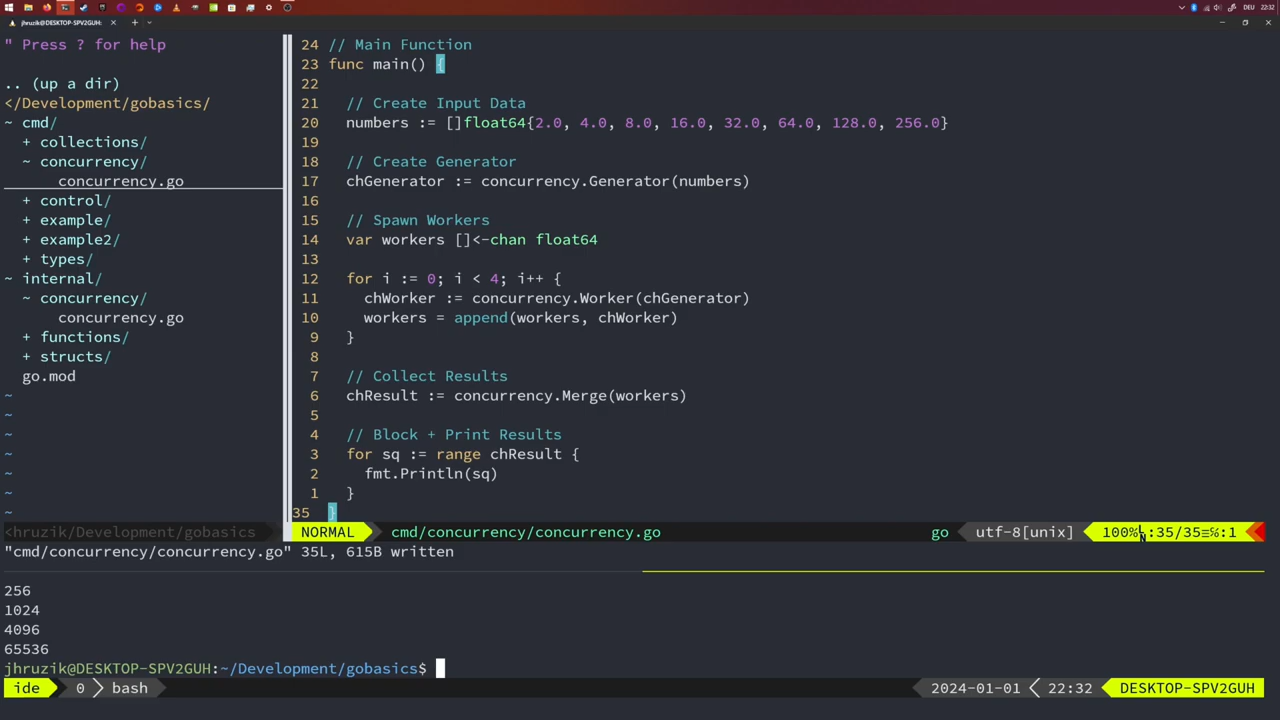 DEU 22:32
jhruzik@DESKTOP-SPV2GUH:
" Press ? for help
.. (up a dir)
</Development/gobasics/
~ cmd/
+ collections/
~ concurrency/
concurrency.go
+ control/
+ example/
+ example2/
+ types/
~ internal/
~ concurrency/
concurrency.go
+ functions/
+ structs/
go.mod
~
~
~
~
~
~
~
<hruzik/Development/gobasics
24 // Main Function
23 func main() {
22
21 // Create Input Data
20 numbers := []float64{2.0, 4.0, 8.0, 16.0, 32.0, 64.0, 128.0, 256.0}
19
18 // Create Generator
17 chGenerator := concurrency.Generator(numbers)
16
15 // Spawn Workers
14 var workers []<-chan float64
13
12 for i := 0; i < 4; i++ {
11 chWorker := concurrency.Worker(chGenerator)
10 workers = append(workers, chWorker)
9 }
8
7 // Collect Results
6 chResult := concurrency.Merge(workers)
5
4 // Block + Print Results
3 for sq := range chResult {
2 fmt.Println(sq)
1 }
35 }
NORMAL cmd/concurrency/concurrency.go go utf-8[unix] 100% :35/35≡℅:1
"cmd/concurrency/concurrency.go" 35L, 615B written
256
1024
4096
65536
jhruzik@DESKTOP-SPV2GUH:~/Development/gobasics$
ide 0 bash 2024-01-01 22:32 DESKTOP-SPV2GUH